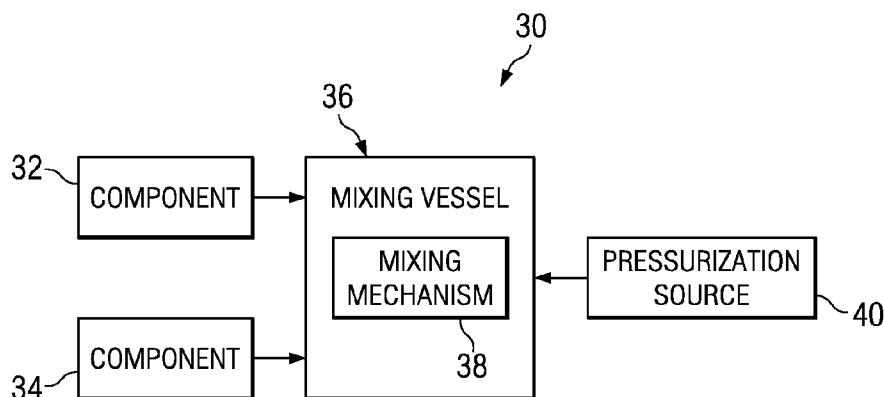 30
36
32
COMPONENT
MIXING VESSEL
MIXING
MECHANISM
38
PRESSURIZATION
SOURCE
40
COMPONENT
34